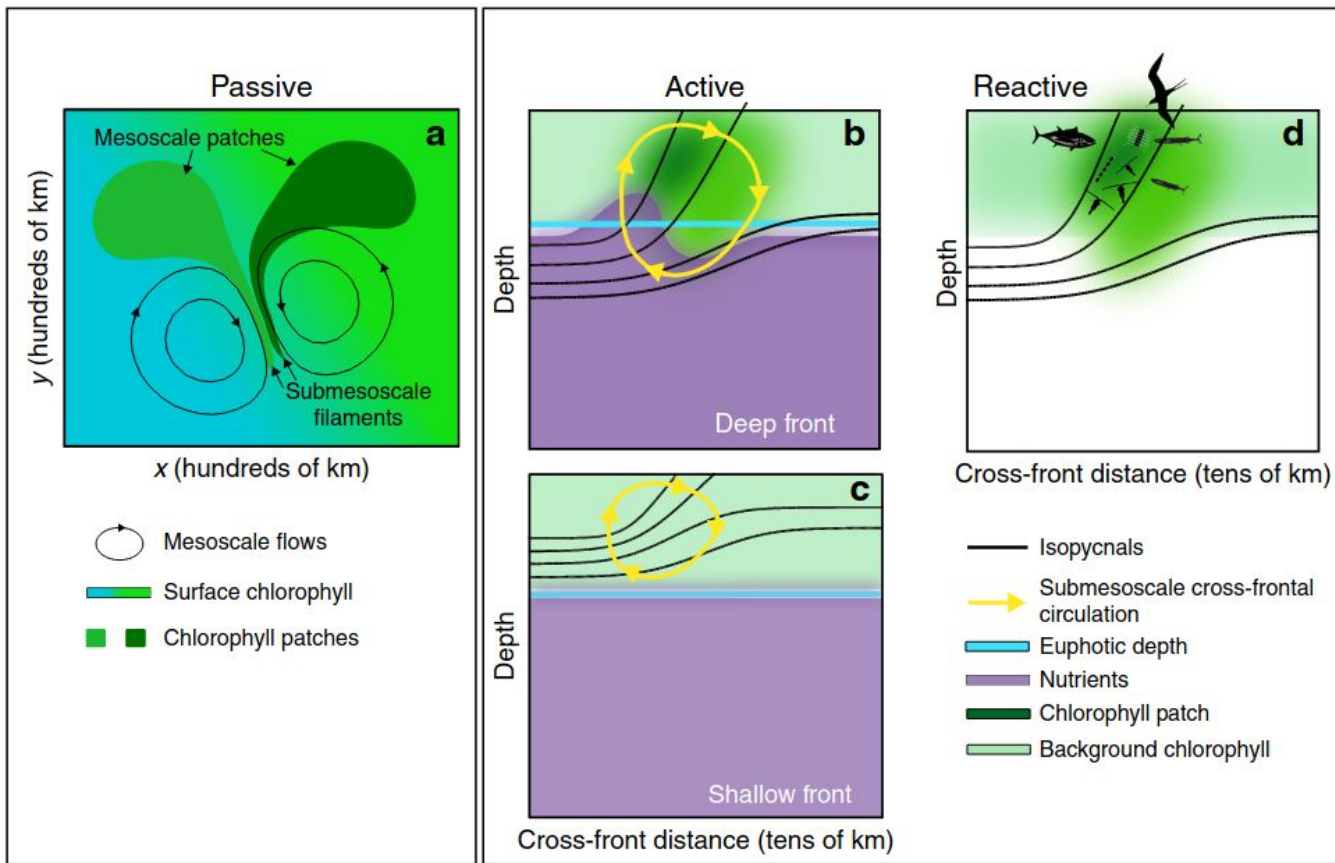 Passive
a
Mesoscale patches
Submesoscale
filaments
y (hundreds of km)
x (hundreds of km)
Mesoscale flows
Surface chlorophyll
Chlorophyll patches
Active
b
Depth
Deep front
c
Depth
Shallow front
Cross-front distance (tens of km)
Reactive
d
Depth
Cross-front distance (tens of km)
Isopycnals
Submesoscale cross-frontal
circulation
Euphotic depth
Nutrients
Chlorophyll patch
Background chlorophyll